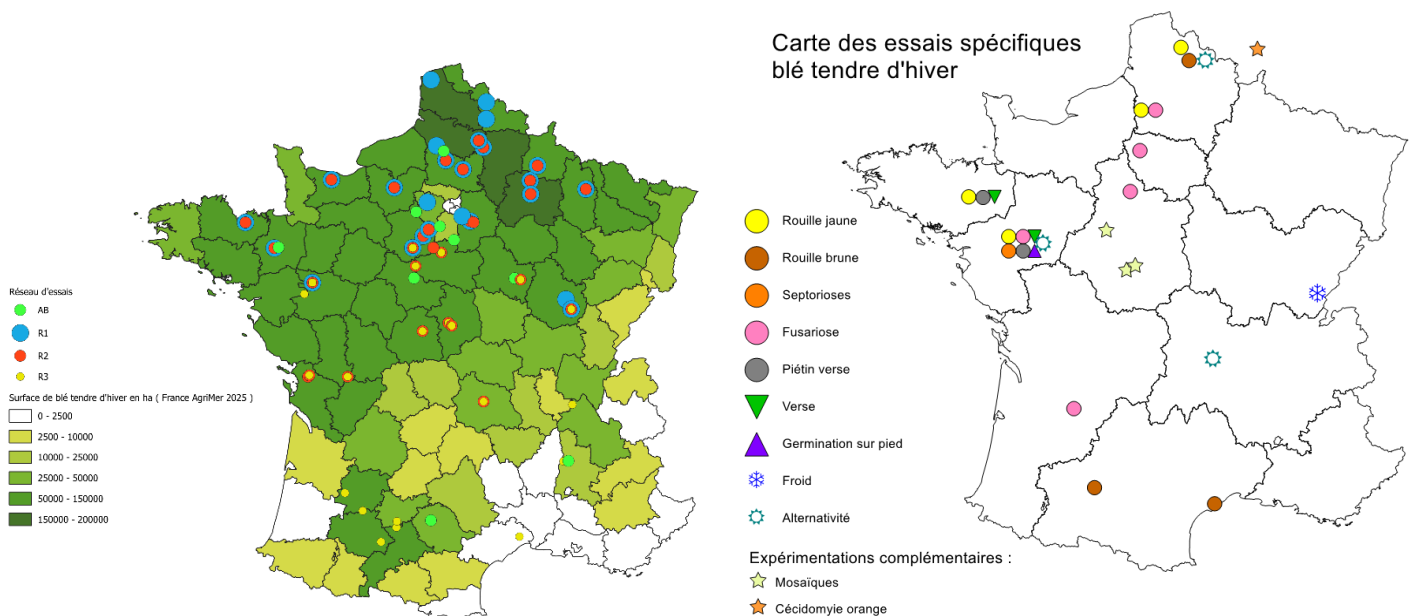 Réseau d'essais
AB
R1
R2
R3
Surface de blé tendre d'hiver en ha ( France AgriMer 2025 )
0 - 2500
2500 - 10000
10000 - 25000
25000 - 50000
50000 - 150000
150000 - 200000
Carte des essais spécifiques
blé tendre d'hiver
Rouille jaune
Rouille brune
Septorioses
Fusariose
Piétin verse
Verse
Germination sur pied
Froid
Alternativité
Expérimentations complémentaires :
Mosaïques
Cécidomyie orange